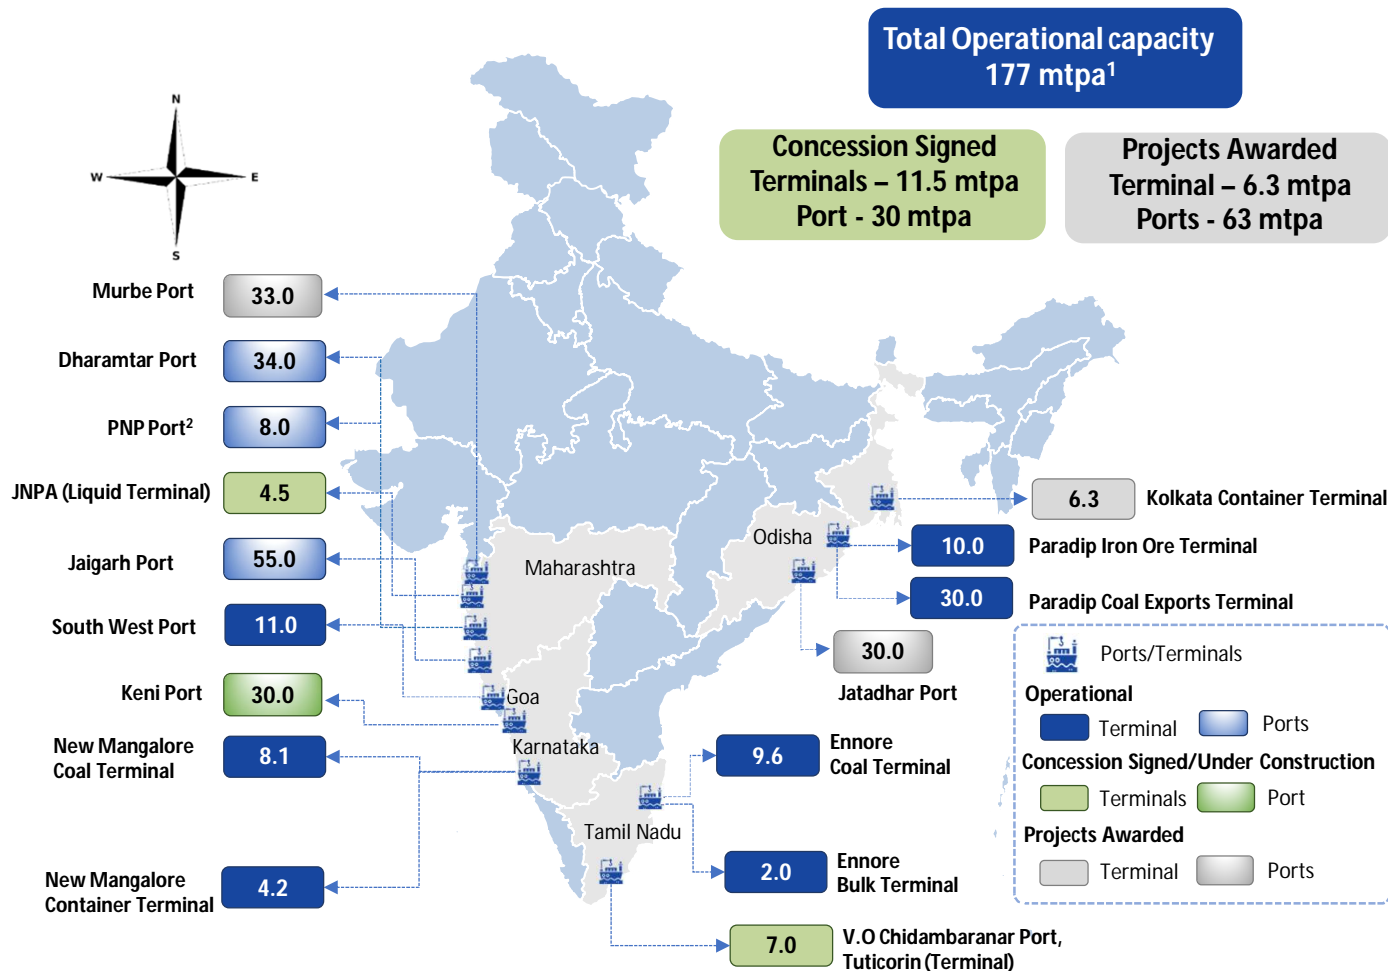 Total Operational capacity
177 mtpa1
Concession Signed
Terminals – 11.5 mtpa
Port - 30 mtpa
Projects Awarded
Terminal – 6.3 mtpa
Ports - 63 mtpa
N
W
E
S
Murbe Port
33.0
Dharamtar Port
34.0
PNP Port2
8.0
JNPA (Liquid Terminal)
4.5
Jaigarh Port
55.0
South West Port
11.0
Keni Port
30.0
New Mangalore
Coal Terminal
8.1
New Mangalore
Container Terminal
4.2
Maharashtra
Goa
Karnataka
Tamil Nadu
Odisha
6.3
Kolkata Container Terminal
10.0
Paradip Iron Ore Terminal
30.0
Paradip Coal Exports Terminal
30.0
Jatadhar Port
9.6
Ennore
Coal Terminal
2.0
Ennore
Bulk Terminal
7.0
V.O Chidambaranar Port,
Tuticorin (Terminal)
Ports/Terminals
Operational
Terminal
Ports
Concession Signed/Under Construction
Terminals
Port
Projects Awarded
Terminal
Ports